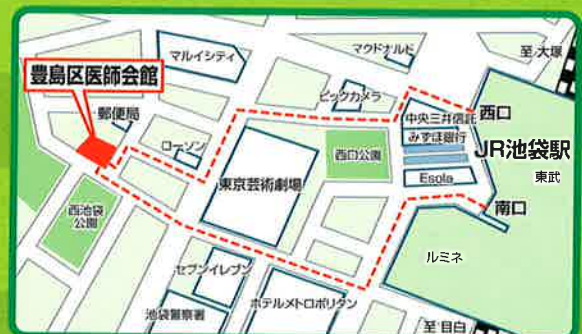 マルイシティ
マクドナルド
至 大塚
豊島区医師会館
郵便局
ビックカメラ
中央三井信託
西口
ローソン
みずほ銀行
JR池袋駅
西口公園
東武
東京芸術劇場
Esola
西池袋
公園
南口
ルミネ
セブンイレブン
ホテルメトロポリタン
池袋警察署
至 目白